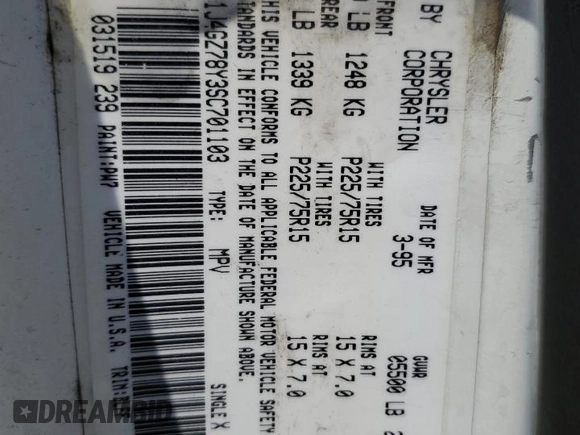 BY CHRYSLER CORPORATION
DATE OF MFR 3-95
GVWR 05500 LB
FRONT
LB 1248 KG
WITH TIRES P225/75R15
RIMS AT 15 X 7.0
REAR
LB 1339 KG
WITH TIRES P225/75R15
RIMS AT 15 X 7.0
HIS VEHICLE CONFORMS TO ALL APPLICABLE FEDERAL MOTOR VEHICLE SAFETY
TANDARDS IN EFFECT ON THE DATE OF MANUFACTURE SHOWN ABOVE.
1J4GZ78Y3SC701103 TYPE: MPV SINGLE X
031519 239 PAINT:PW7 VEHICLE MADE IN U.S.A. TRIM:
DREAMBID